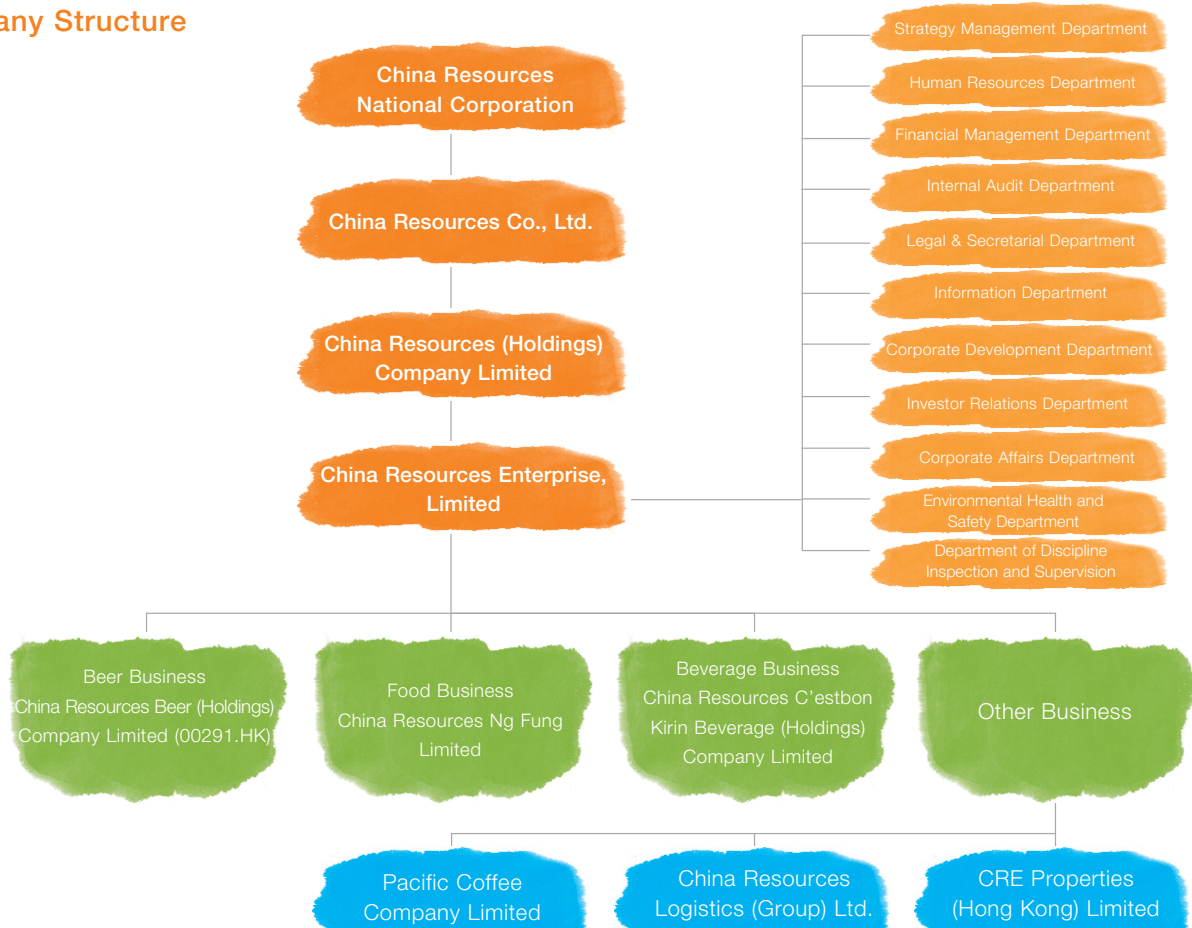 any Structure
China Resources
National Corporation
China Resources Co., Ltd.
China Resources (Holdings)
Company Limited
China Resources Enterprise,
Limited
Strategy Management Department
Human Resources Department
Financial Management Department
Internal Audit Department
Legal & Secretarial Department
Information Department
Corporate Development Department
Investor Relations Department
Corporate Affairs Department
Environmental Health and
Safety Department
Department of Discipline
Inspection and Supervision
Beer Business
China Resources Beer (Holdings)
Company Limited (00291.HK)
Food Business
China Resources Ng Fung
Limited
Beverage Business
China Resources C’estbon
Kirin Beverage (Holdings)
Company Limited
Other Business
Pacific Coffee
Company Limited
China Resources
Logistics (Group) Ltd.
CRE Properties
(Hong Kong) Limited